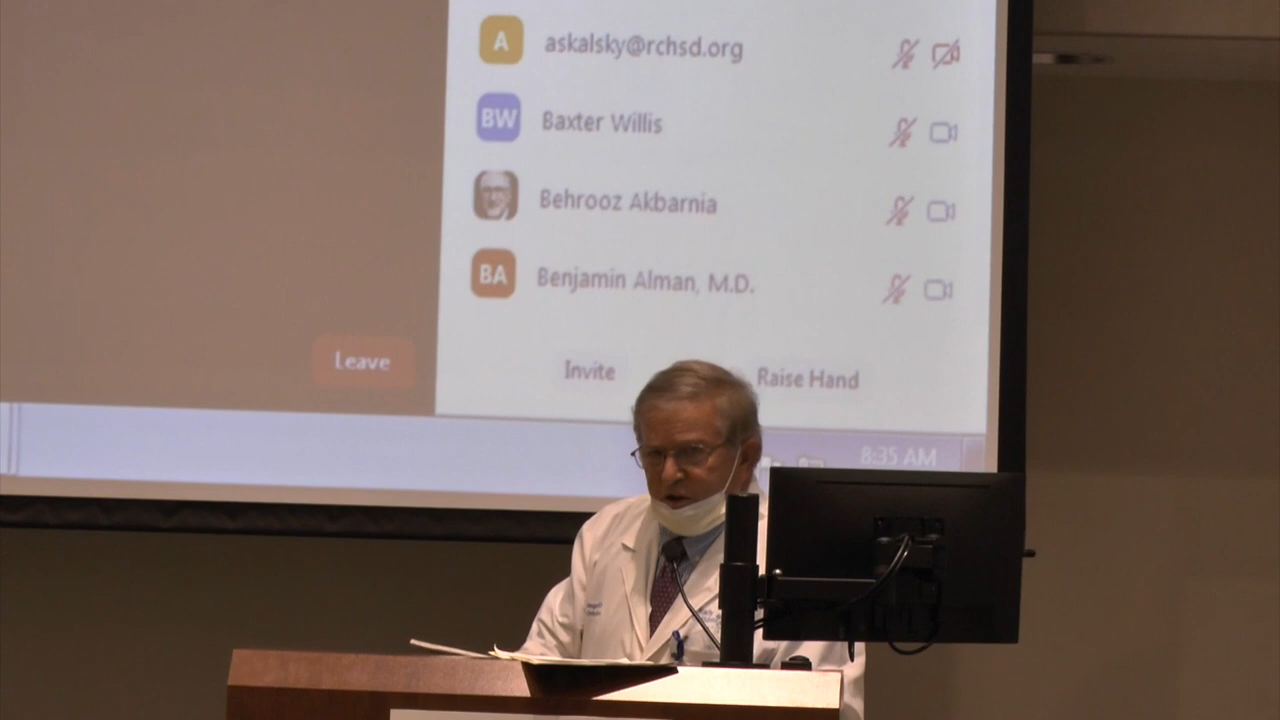 A askalsky@rchsd.org
BW Baxter Willis
Behrooz Akbarnia
BA Benjamin Alman, M.D.
Leave
Invite Raise Hand
8:35 AM